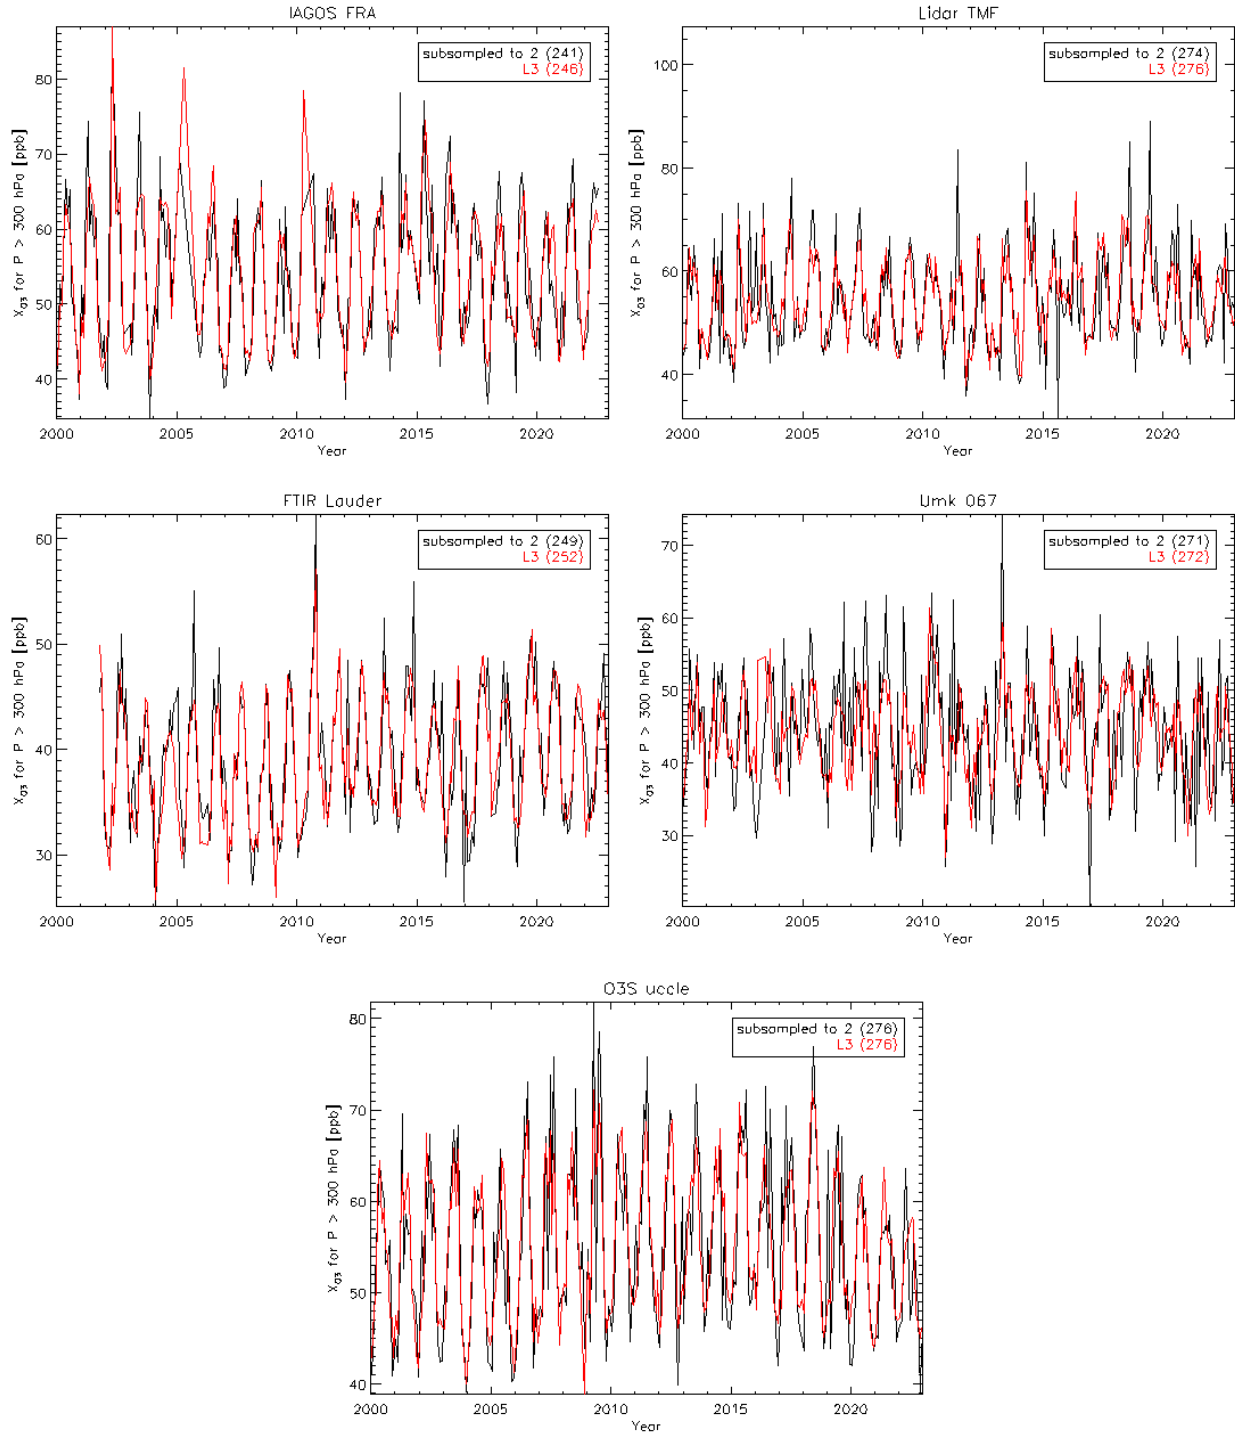 IAGOS FRA
subsampled to 2 (241)
L3 (246)
80
70
60
50
40
X03 for P > 300 hPa [ppb]
2000
2005
2010
2015
2020
Year
Lidar TMF
subsampled to 2 (274)
L3 (276)
100
80
60
40
X03 for P > 300 hPa [ppb]
2000
2005
2010
2015
2020
Year
FTIR Lauder
subsampled to 2 (249)
L3 (252)
60
50
40
30
X03 for P > 300 hPa [ppb]
2000
2005
2010
2015
2020
Year
Umk 067
subsampled to 2 (271)
L3 (272)
70
60
50
40
30
X03 for P > 300 hPa [ppb]
2000
2005
2010
2015
2020
Year
O3S uccle
subsampled to 2 (276)
L3 (276)
80
70
60
50
40
X03 for P > 300 hPa [ppb]
2000
2005
2010
2015
2020
Year